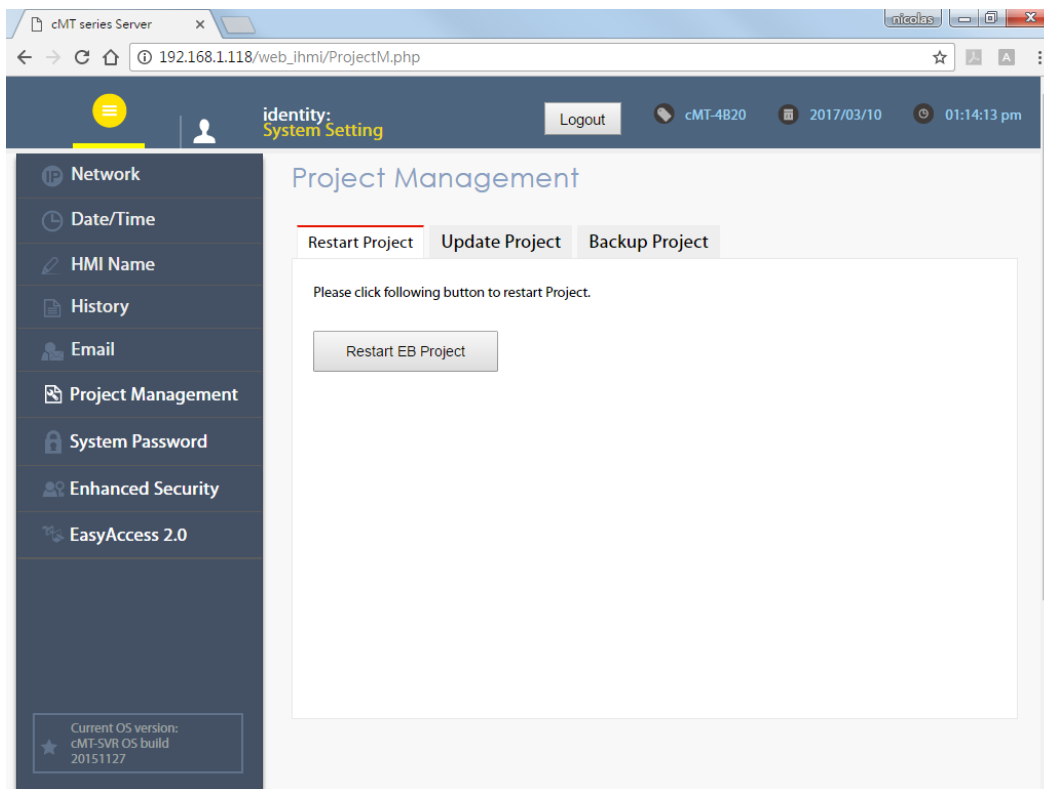 cMT series Server
nicolas
192.168.1.118/web_ihmi/ProjectM.php
identity:
System Setting
Logout
cMT-4B20
2017/03/10
01:14:13 pm
IP Network
Date/Time
HMI Name
History
Email
Project Management
System Password
Enhanced Security
EasyAccess 2.0
Current OS version:
cMT-SVR OS build
20151127
Project Management
Restart Project
Update Project
Backup Project
Please click following button to restart Project.
Restart EB Project